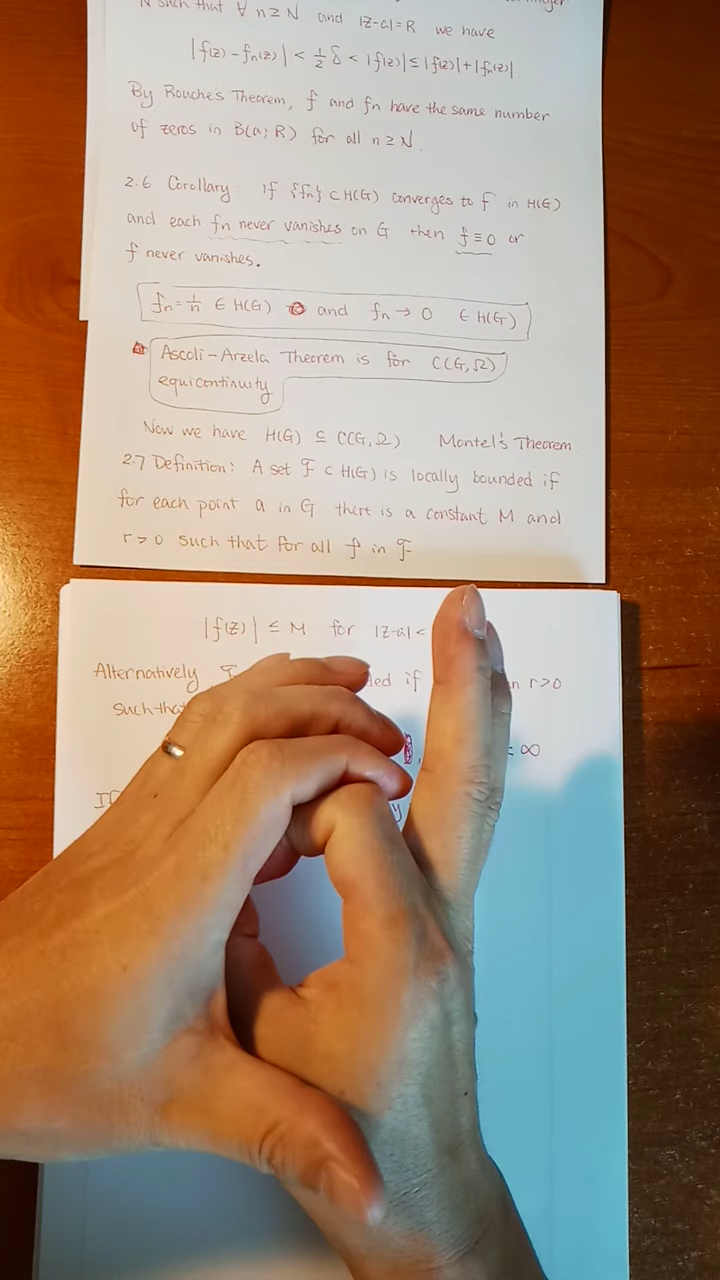 N such that ∀ n ≥ N and |z-a|=R we have
|f(z) - fn(z)| < 1/2 δ < |f(z)| ≤ |f(z)| + |fn(z)|
By Rouche's Theorem, f and fn have the same number
of zeros in B(a; R) for all n ≥ N.
2.6 Corollary: If {fn} ⊂ H(G) converges to f in H(G)
and each fn never vanishes on G then f ≡ 0 or
f never vanishes.
fn = 1/n ∈ H(G) and fn → 0 ∈ H(G)
Ascoli-Arzela Theorem is for C(G, Ω)
equicontinuity
Now we have H(G) ⊆ C(G, Ω) Montel's Theorem
2.7 Definition: A set ℱ ⊂ H(G) is locally bounded if
for each point a in G there is a constant M and
r > 0 such that for all f in ℱ
|f(z)| ≤ M for |z-a| <
Alternatively if r > 0
such that
= ∞